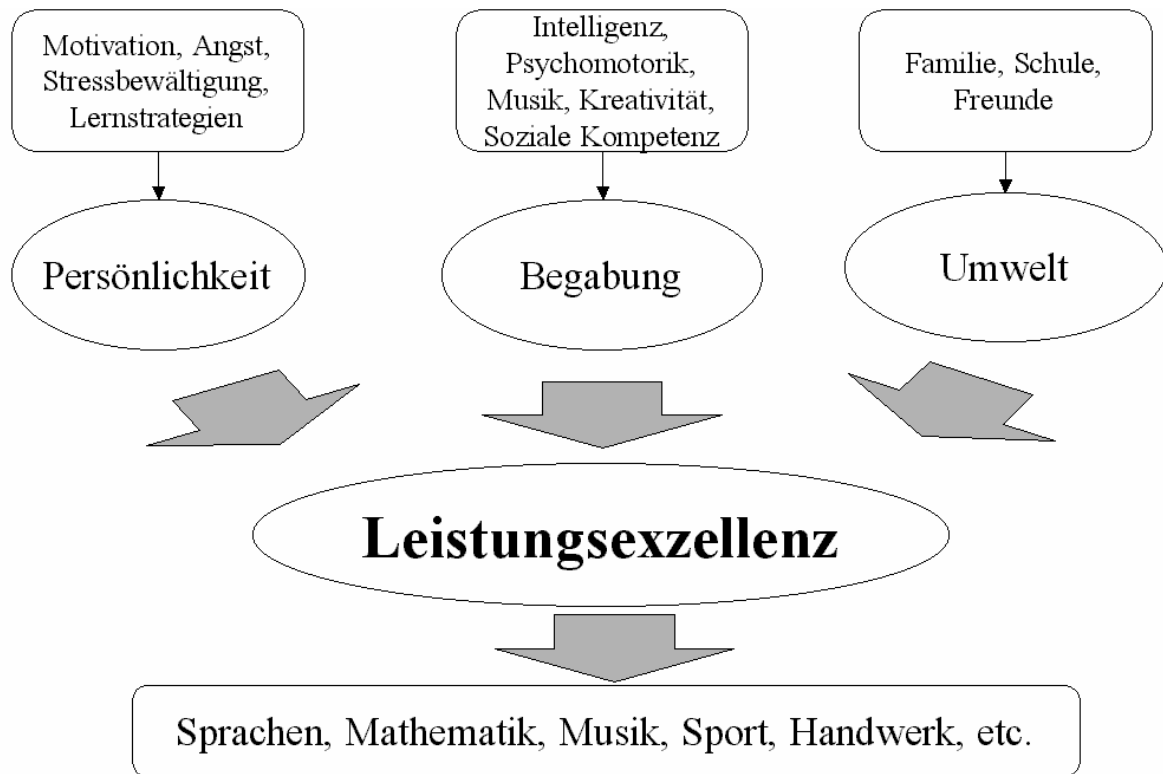 Motivation, Angst,
Stressbewältigung,
Lernstrategien
Intelligenz,
Psychomotorik,
Musik, Kreativität,
Soziale Kompetenz
Familie, Schule,
Freunde
Persönlichkeit
Begabung
Umwelt
Leistungsexzellenz
Sprachen, Mathematik, Musik, Sport, Handwerk, etc.